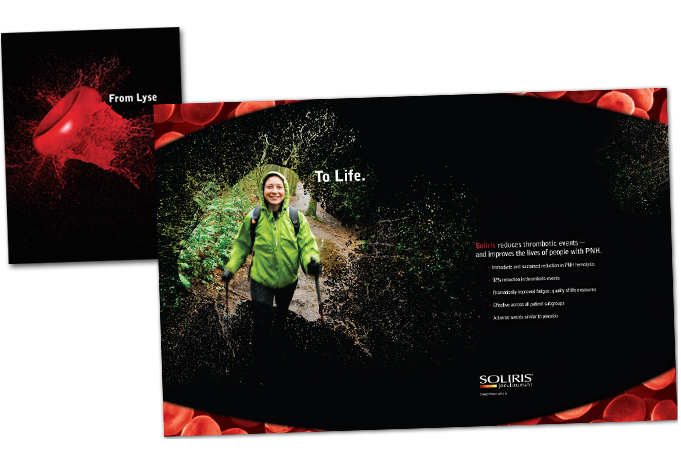 From Lyse
To Life.
Soliris reduces thrombotic events —
and improves the lives of people with PNH.
Immediate and sustained reduction in PNH hemolysis
92% reduction in thrombotic events
Dramatically improved fatigue, quality of life measures
Effective across all patient subgroups
Adverse events similar to placebo
SOLIRIS®
(eculizumab)